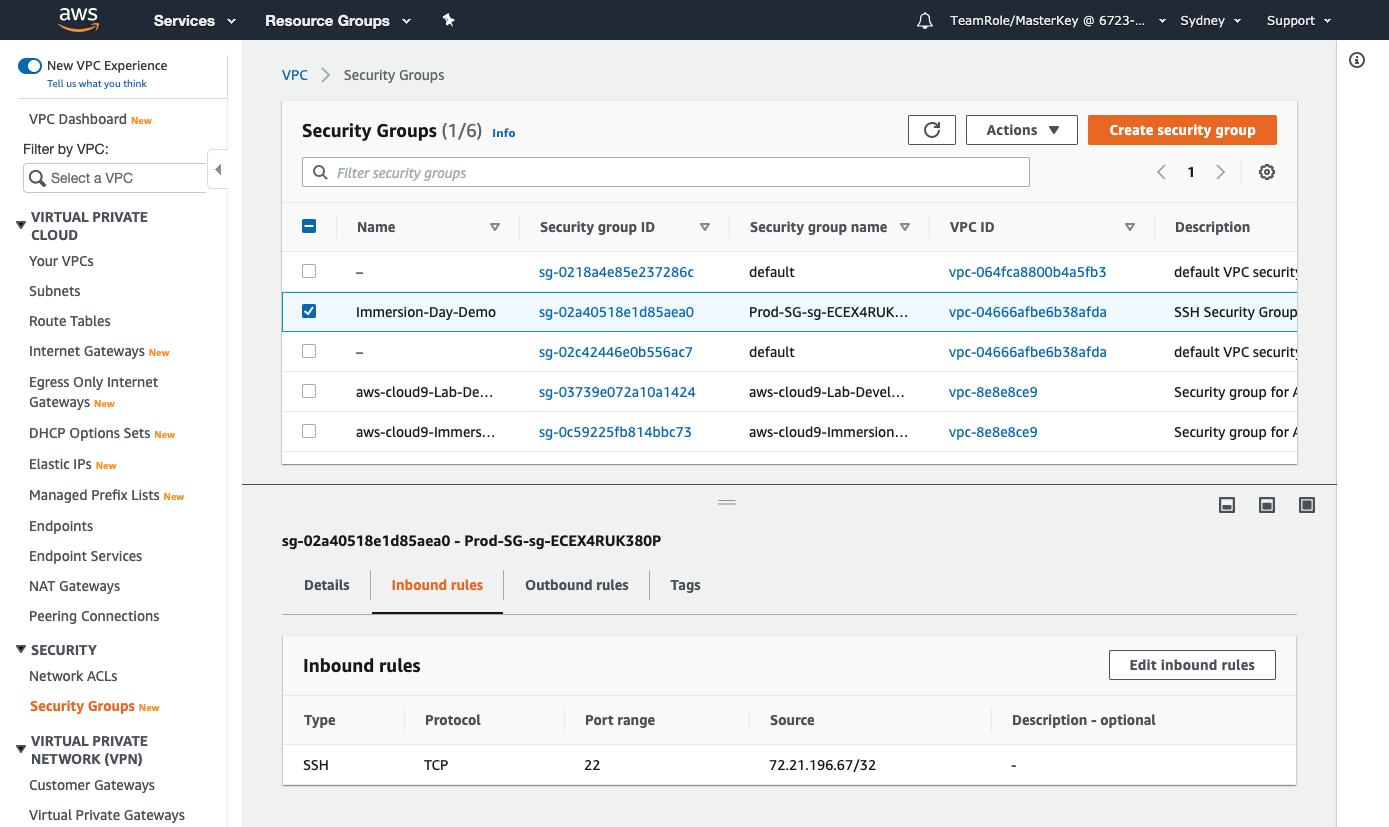 aws Services Resource Groups TeamRole/MasterKey @ 6723-... Sydney Support
New VPC Experience
Tell us what you think
VPC Dashboard New
Filter by VPC:
Select a VPC
VIRTUAL PRIVATE
CLOUD
Your VPCs
Subnets
Route Tables
Internet Gateways New
Egress Only Internet
Gateways New
DHCP Options Sets New
Elastic IPs New
Managed Prefix Lists New
Endpoints
Endpoint Services
NAT Gateways
Peering Connections
SECURITY
Network ACLs
Security Groups New
VIRTUAL PRIVATE
NETWORK (VPN)
Customer Gateways
Virtual Private Gateways
VPC > Security Groups
Security Groups (1/6) Info Actions Create security group
Filter security groups 1
Name Security group ID Security group name VPC ID Description
– sg-0218a4e85e237286c default vpc-064fca8800b4a5fb3 default VPC security
Immersion-Day-Demo sg-02a40518e1d85aea0 Prod-SG-sg-ECEX4RUK... vpc-04666afbe6b38afda SSH Security Group
– sg-02c42446e0b556ac7 default vpc-04666afbe6b38afda default VPC security
aws-cloud9-Lab-De... sg-03739e072a10a1424 aws-cloud9-Lab-Devel... vpc-8e8e8ce9 Security group for A
aws-cloud9-Immers... sg-0c59225fb814bbc73 aws-cloud9-Immersion... vpc-8e8e8ce9 Security group for A
sg-02a40518e1d85aea0 - Prod-SG-sg-ECEX4RUK380P
Details Inbound rules Outbound rules Tags
Inbound rules Edit inbound rules
Type Protocol Port range Source Description - optional
SSH TCP 22 72.21.196.67/32 -